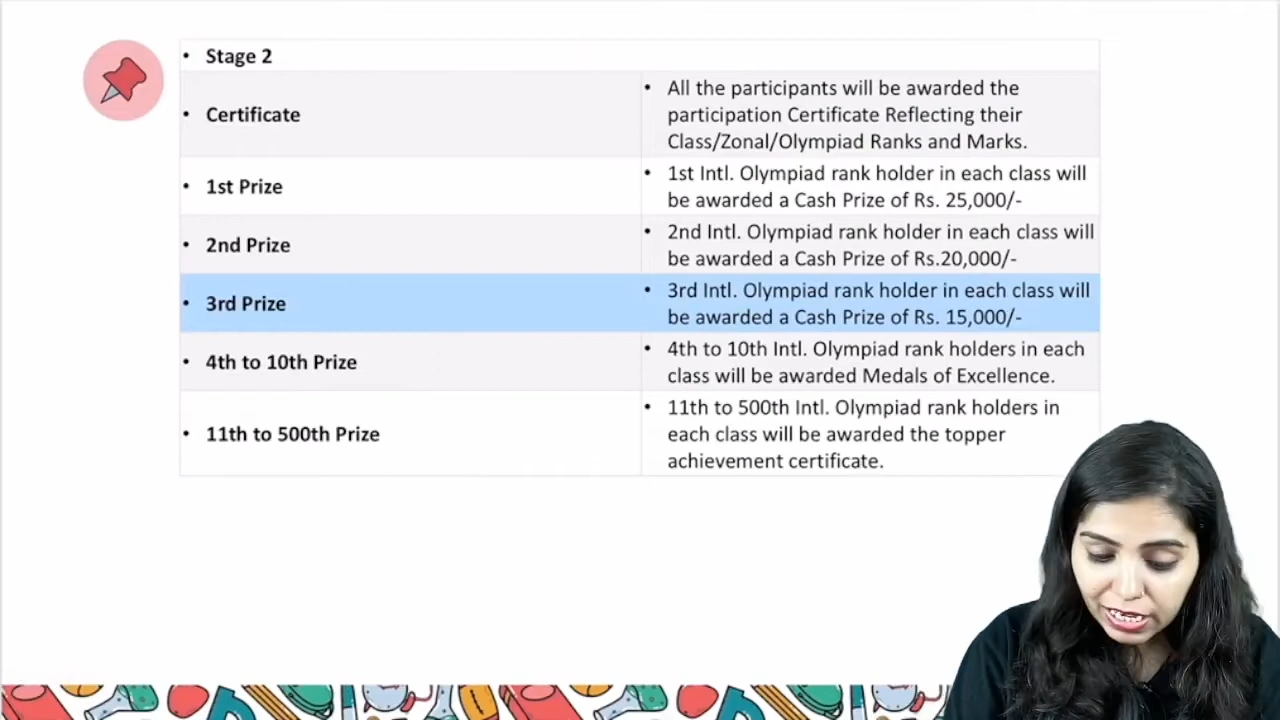 • Stage 2
• Certificate
• All the participants will be awarded the
participation Certificate Reflecting their
Class/Zonal/Olympiad Ranks and Marks.
• 1st Prize
• 1st Intl. Olympiad rank holder in each class will
be awarded a Cash Prize of Rs. 25,000/-
• 2nd Prize
• 2nd Intl. Olympiad rank holder in each class will
be awarded a Cash Prize of Rs.20,000/-
• 3rd Prize
• 3rd Intl. Olympiad rank holder in each class will
be awarded a Cash Prize of Rs. 15,000/-
• 4th to 10th Prize
• 4th to 10th Intl. Olympiad rank holders in each
class will be awarded Medals of Excellence.
• 11th to 500th Prize
• 11th to 500th Intl. Olympiad rank holders in
each class will be awarded the topper
achievement certificate.